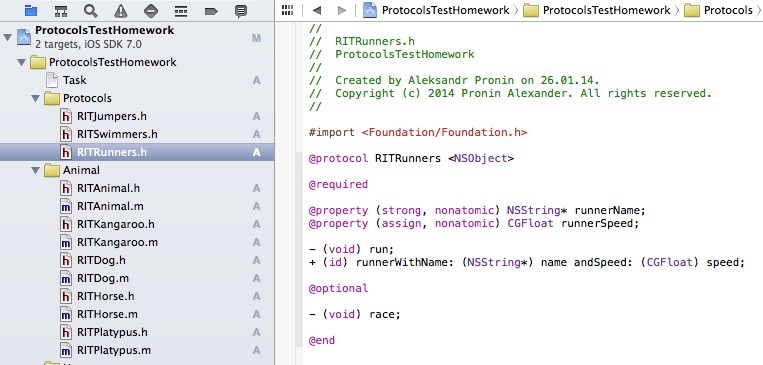 ProtocolsTestHomework
2 targets, iOS SDK 7.0
M
ProtocolsTestHomework
Task
A
Protocols
RITJumpers.h
A
RITSwimmers.h
A
RITRunners.h
A
Animal
RITAnimal.h
A
RITAnimal.m
A
RITKangaroo.h
A
RITKangaroo.m
A
RITDog.h
A
RITDog.m
A
RITHorse.h
A
RITHorse.m
A
RITPlatypus.h
A
RITPlatypus.m
A
ProtocolsTestHomework
ProtocolsTestHomework
Protocols
//
//  RITRunners.h
//  ProtocolsTestHomework
//
//  Created by Aleksandr Pronin on 26.01.14.
//  Copyright (c) 2014 Pronin Alexander. All rights reserved.
//
#import <Foundation/Foundation.h>
@protocol RITRunners <NSObject>
@required
@property (strong, nonatomic) NSString* runnerName;
@property (assign, nonatomic) CGFloat runnerSpeed;
- (void) run;
+ (id) runnerWithName: (NSString*) name andSpeed: (CGFloat) speed;
@optional
- (void) race;
@end